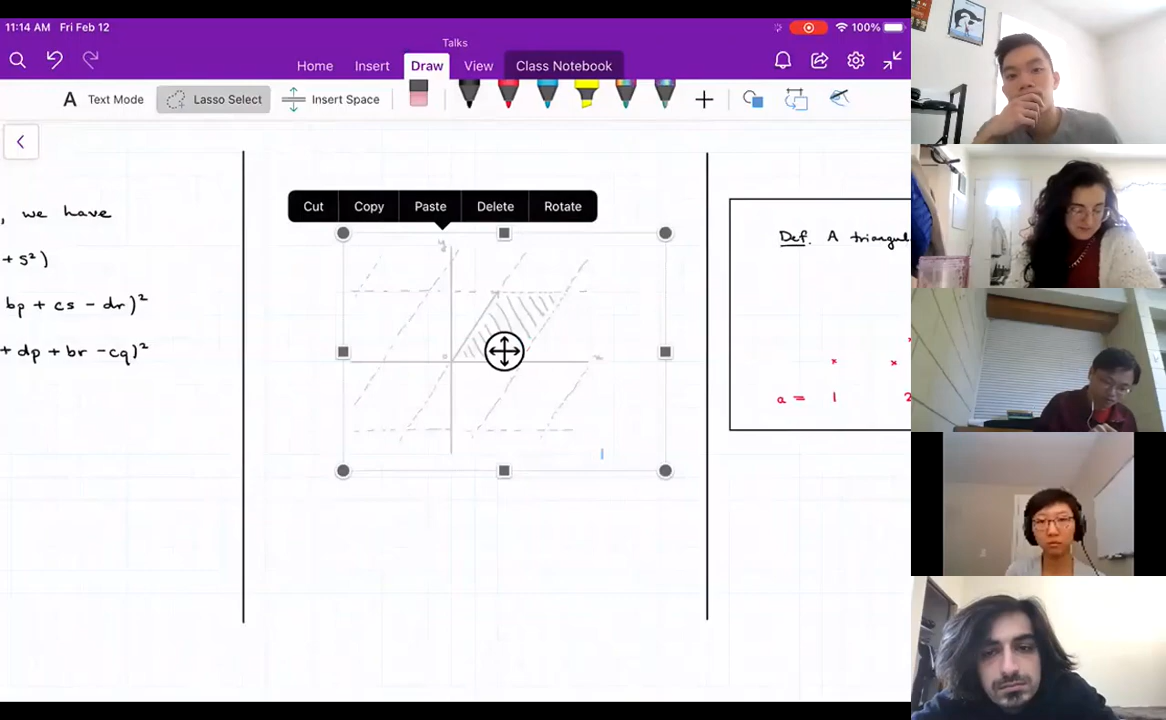 11:14 AM Fri Feb 12
100%
Talks
Home Insert Draw View Class Notebook
Text Mode Lasso Select Insert Space
Cut Copy Paste Delete Rotate
, we have
+ s²)
bp + cs - dr)²
+ dp + br - cq)²
y
o
x
Def. A triangul
a = 1 2